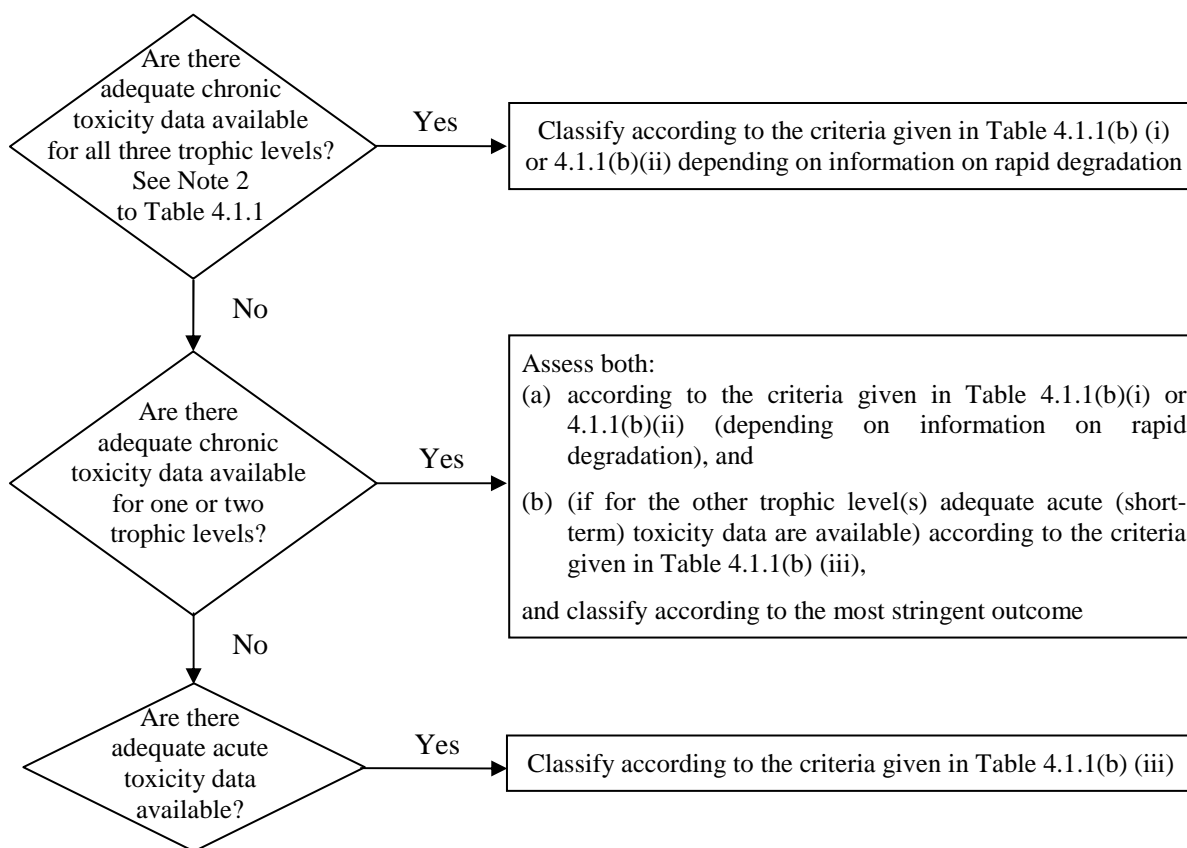 Are there
adequate chronic
toxicity data available
for all three trophic levels?
See Note 2
to Table 4.1.1
Yes
Classify according to the criteria given in Table 4.1.1(b) (i)
or 4.1.1(b)(ii) depending on information on rapid degradation
No
Are there
adequate chronic
toxicity data available
for one or two
trophic levels?
Yes
Assess both:
(a) according to the criteria given in Table 4.1.1(b)(i) or
4.1.1(b)(ii) (depending on information on rapid
degradation), and
(b) (if for the other trophic level(s) adequate acute (short-
term) toxicity data are available) according to the criteria
given in Table 4.1.1(b) (iii),
and classify according to the most stringent outcome
No
Are there
adequate acute
toxicity data
available?
Yes
Classify according to the criteria given in Table 4.1.1(b) (iii)